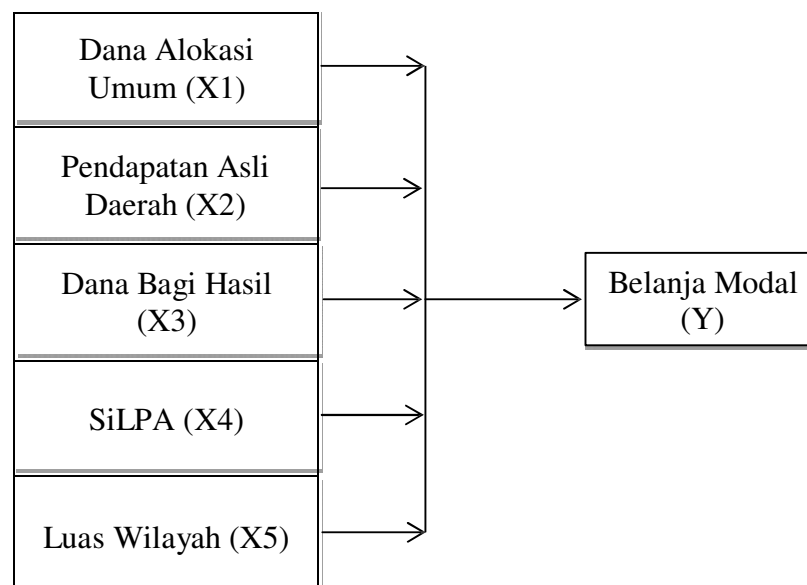 Dana Alokasi
Umum (X1)
Pendapatan Asli
Daerah (X2)
Dana Bagi Hasil
(X3)
SiLPA (X4)
Luas Wilayah (X5)
Belanja Modal
(Y)